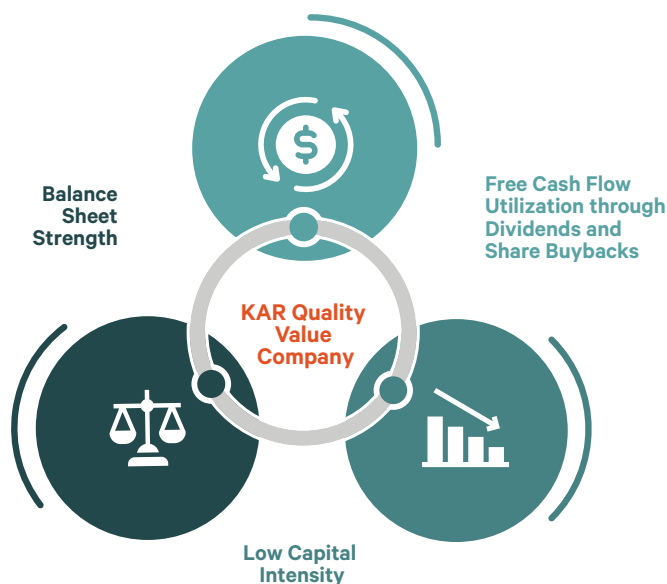 Balance
Sheet
Strength
Free Cash Flow
Utilization through
Dividends and
Share Buybacks
$
KAR Quality
Value
Company
Low Capital
Intensity